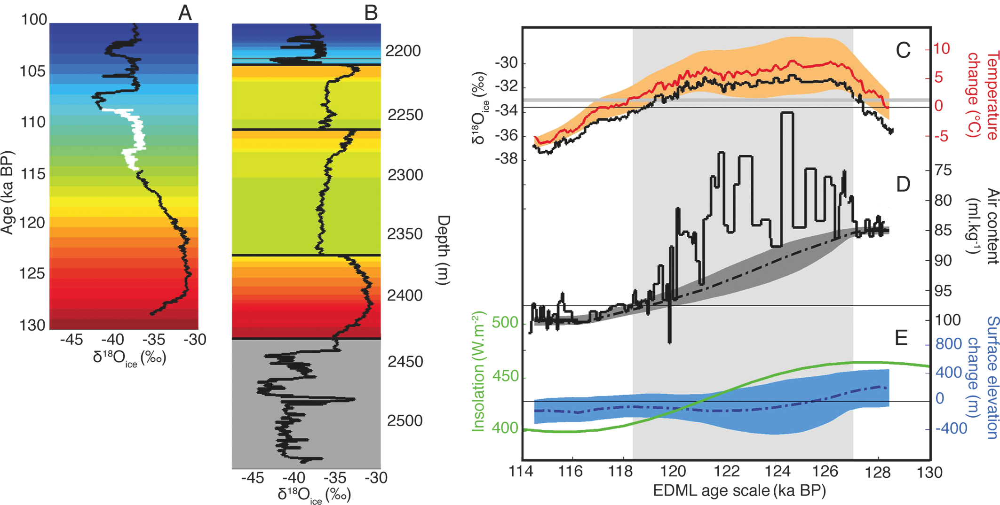 A
100
105
110
115
120
125
130
Age (ka BP)
-45 -40 -35 -30
δ18Oice (‰)
B
2200
2250
2300
2350
2400
2450
2500
Depth (m)
-45 -40 -35 -30
δ18Oice (‰)
C
-30
-32
-34
-36
-38
δ18Oice (‰)
10
5
0
-5
Temperature
change (°C)
D
75
80
85
90
95
100
Air content
(ml.kg-1)
E
500
450
400
Insolation (W.m-2)
800
400
0
-400
Surface elevation
change (m)
114 116 118 120 122 124 126 128 130
EDML age scale (ka BP)